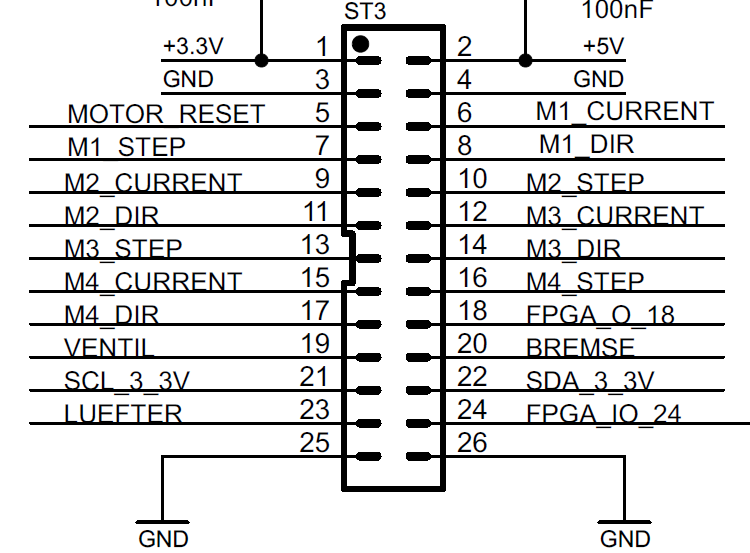 100nF ST3 100nF
+3.3V 1 2 +5V
GND 3 4 GND
MOTOR_RESET 5 6 M1_CURRENT
M1_STEP 7 8 M1_DIR
M2_CURRENT 9 10 M2_STEP
M2_DIR 11 12 M3_CURRENT
M3_STEP 13 14 M3_DIR
M4_CURRENT 15 16 M4_STEP
M4_DIR 17 18 FPGA_O_18
VENTIL 19 20 BREMSE
SCL_3_3V 21 22 SDA_3_3V
LUEFTER 23 24 FPGA_IO_24
25 26
GND GND